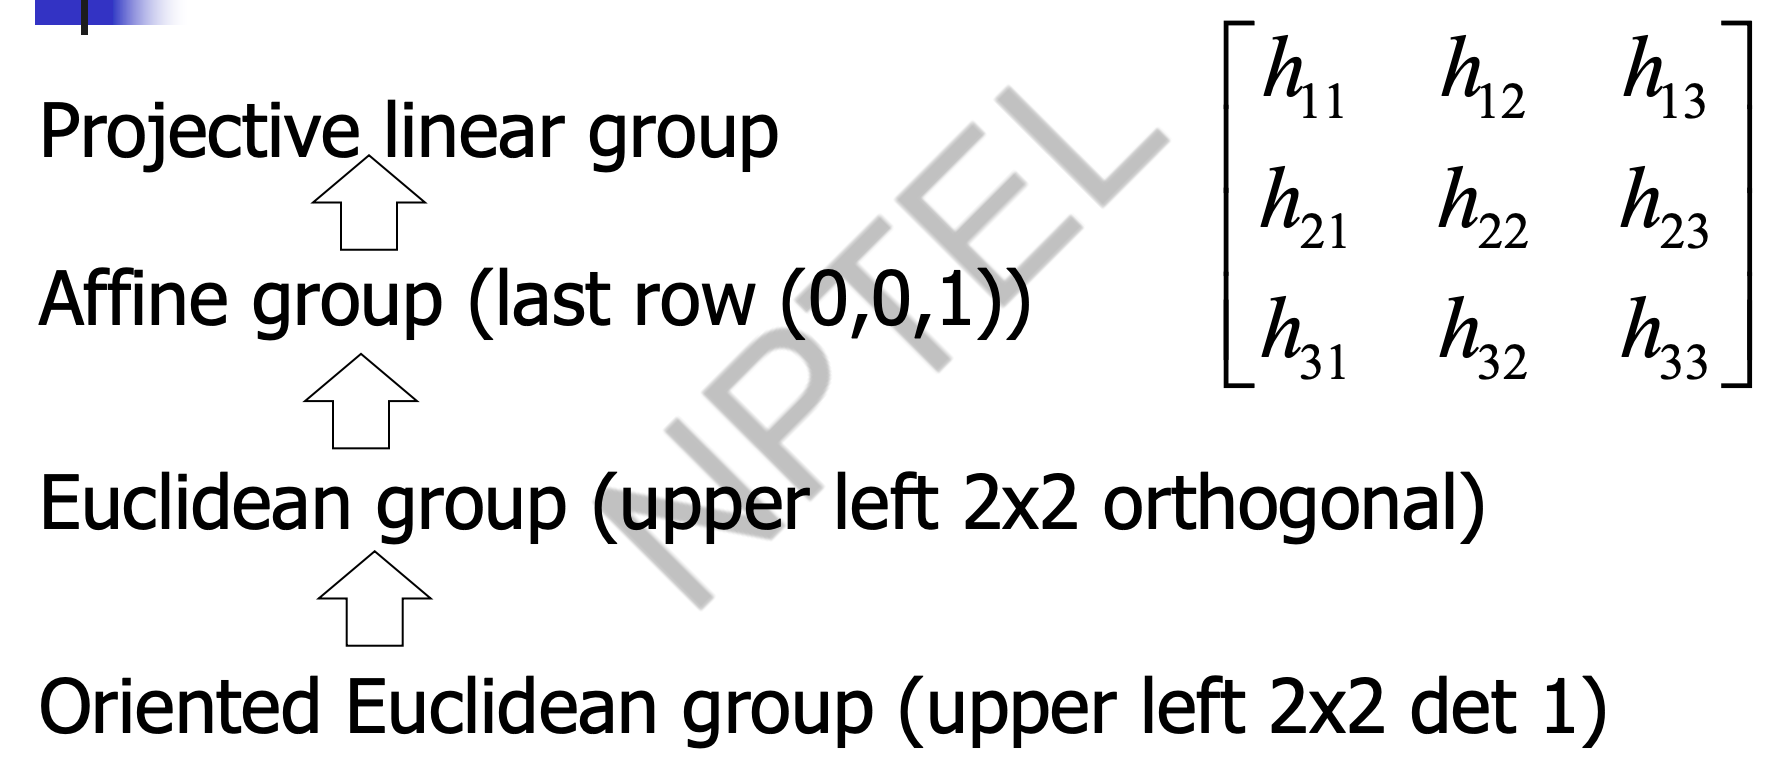 Projective linear group
Affine group (last row (0,0,1))
Euclidean group (upper left 2x2 orthogonal)
Oriented Euclidean group (upper left 2x2 det 1)
h11 h12 h13
h21 h22 h23
h31 h32 h33
NPTEL